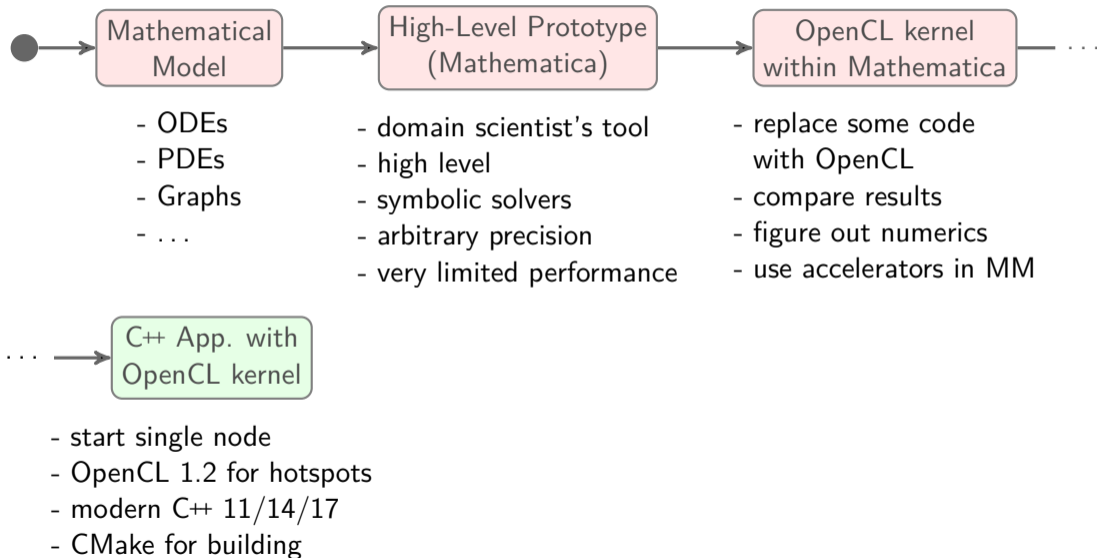 Mathematical
Model
- ODEs
- PDEs
- Graphs
- ...
High-Level Prototype
(Mathematica)
- domain scientist's tool
- high level
- symbolic solvers
- arbitrary precision
- very limited performance
OpenCL kernel
within Mathematica
...
- replace some code
with OpenCL
- compare results
- figure out numerics
- use accelerators in MM
...
C++ App. with
OpenCL kernel
- start single node
- OpenCL 1.2 for hotspots
- modern C++ 11/14/17
- CMake for building